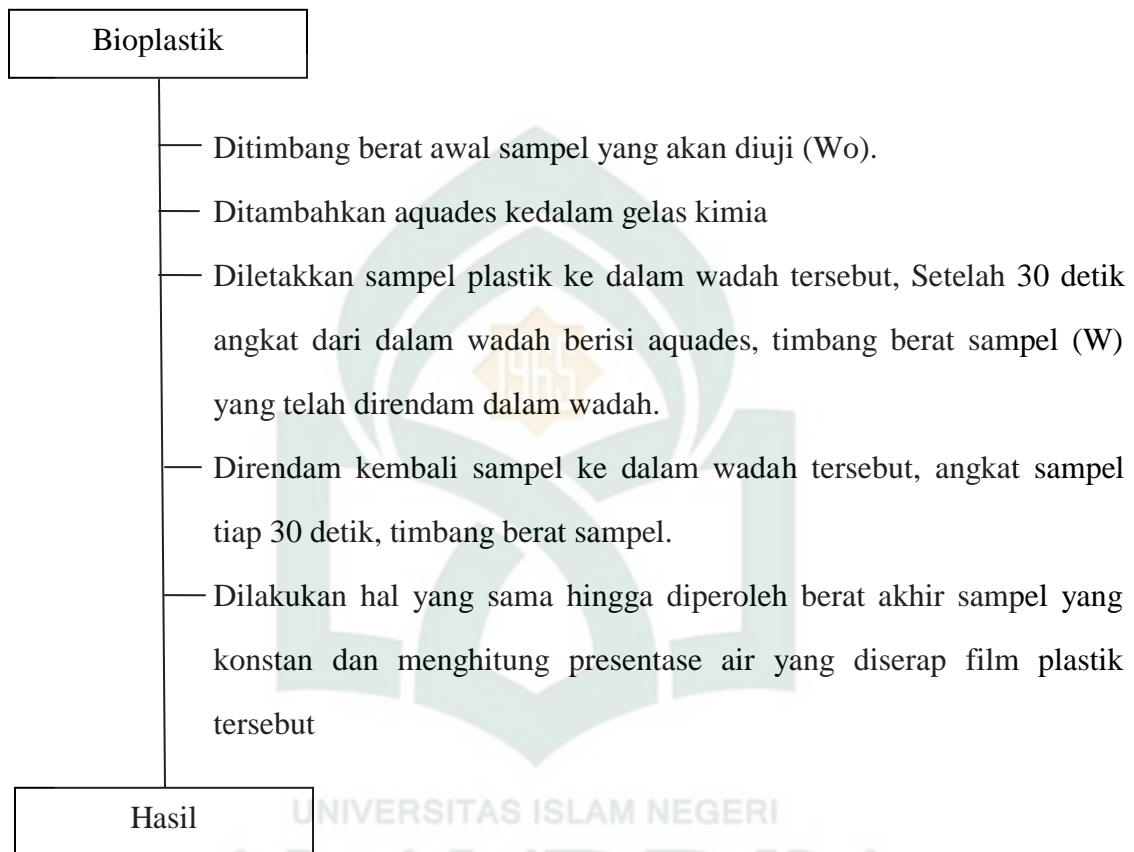 Bioplastik
Ditimbang berat awal sampel yang akan diuji (Wo).
Ditambahkan aquades kedalam gelas kimia
Diletakkan sampel plastik ke dalam wadah tersebut, Setelah 30 detik
angkat dari dalam wadah berisi aquades, timbang berat sampel (W)
yang telah direndam dalam wadah.
1965
Direndam kembali sampel ke dalam wadah tersebut, angkat sampel
tiap 30 detik, timbang berat sampel.
Dilakukan hal yang sama hingga diperoleh berat akhir sampel yang
konstan dan menghitung presentase air yang diserap film plastik
tersebut
Hasil
UNIVERSITAS ISLAM NEGERI